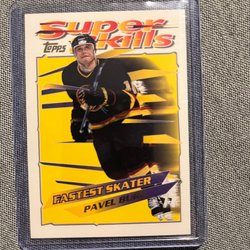 Super
TOPPS
Skills
FASTEST SKATER
PAVEL BURE